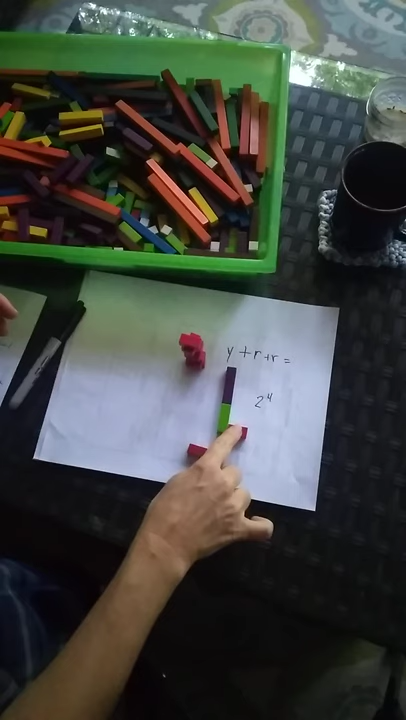 y + r + r =
2⁴